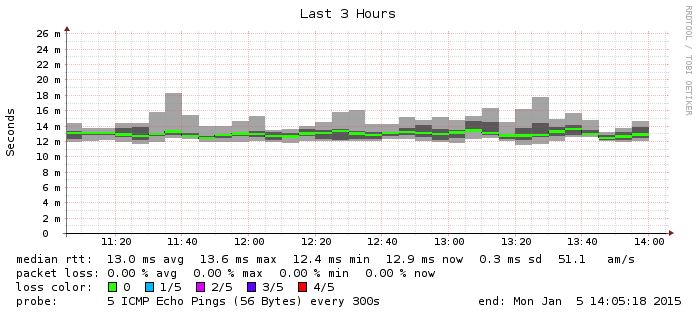 Last 3 Hours
RRDTOOL / TOBI OETIKER
Seconds
26 m
24 m
22 m
20 m
18 m
16 m
14 m
12 m
10 m
8 m
6 m
4 m
2 m
0
11:20 11:40 12:00 12:20 12:40 13:00 13:20 13:40 14:00
median rtt: 13.0 ms avg 13.6 ms max 12.4 ms min 12.9 ms now 0.3 ms sd 51.1 am/s
packet loss: 0.00 % avg 0.00 % max 0.00 % min 0.00 % now
loss color: 0 1/5 2/5 3/5 4/5
probe: 5 ICMP Echo Pings (56 Bytes) every 300s end: Mon Jan 5 14:05:18 2015